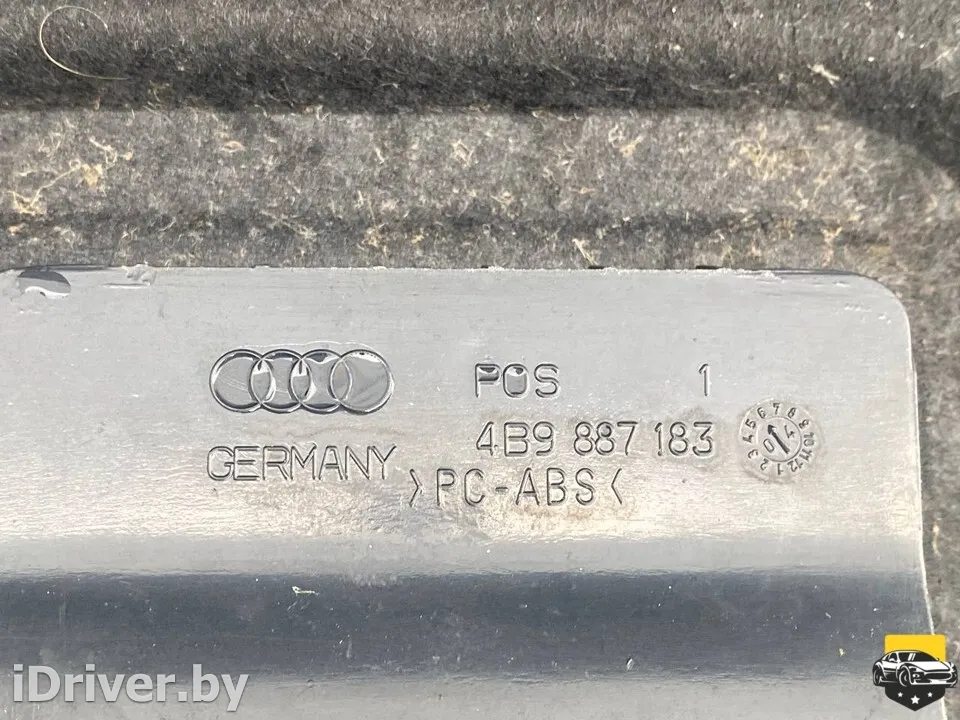 POS 1
4B9 887 183
GERMANY
>PC-ABS<
iDriver.by